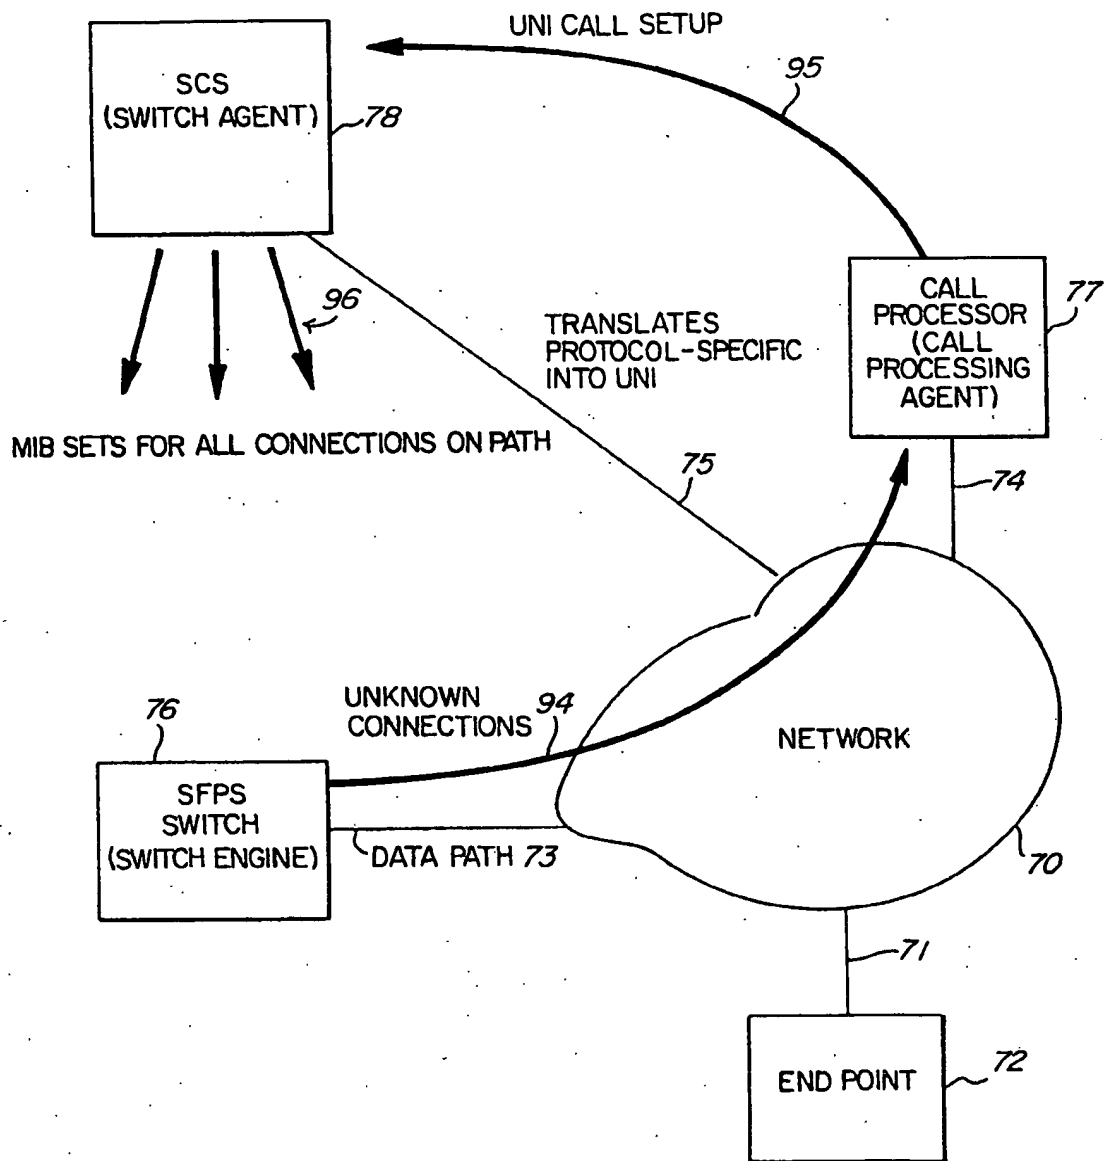 UNI CALL SETUP
95
SCS
(SWITCH AGENT)
78
96
CALL
PROCESSOR
(CALL
PROCESSING
AGENT)
77
TRANSLATES
PROTOCOL-SPECIFIC
INTO UNI
MIB SETS FOR ALL CONNECTIONS ON PATH
75
74
UNKNOWN
CONNECTIONS
94
76
NETWORK
SFPS
SWITCH
(SWITCH ENGINE)
DATA PATH 73
70
71
END POINT
72